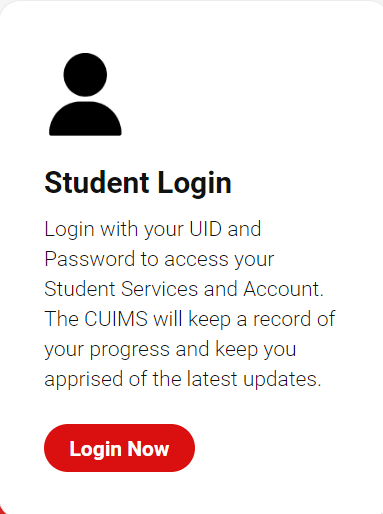 Student Login
Login with your UID and
Password to access your
Student Services and Account.
The CUIMS will keep a record of
your progress and keep you
apprised of the latest updates.
Login Now